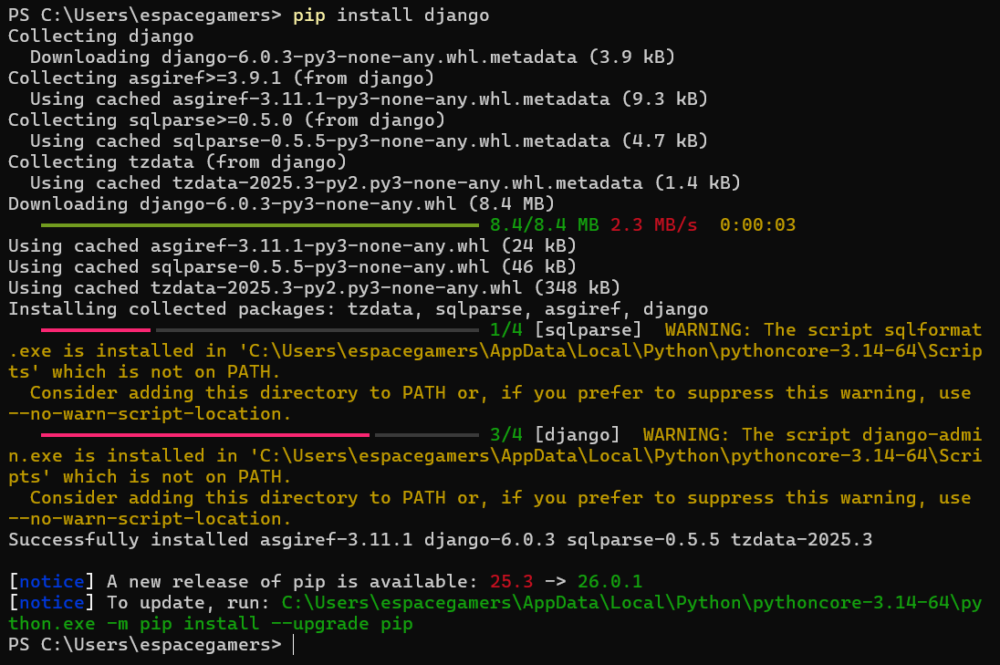 PS C:\Users\espacegamers> pip install django
Collecting django
  Downloading django-6.0.3-py3-none-any.whl.metadata (3.9 kB)
Collecting asgiref>=3.9.1 (from django)
  Using cached asgiref-3.11.1-py3-none-any.whl.metadata (9.3 kB)
Collecting sqlparse>=0.5.0 (from django)
  Using cached sqlparse-0.5.5-py3-none-any.whl.metadata (4.7 kB)
Collecting tzdata (from django)
  Using cached tzdata-2025.3-py2.py3-none-any.whl.metadata (1.4 kB)
Downloading django-6.0.3-py3-none-any.whl (8.4 MB)
8.4/8.4 MB 2.3 MB/s  0:00:03
Using cached asgiref-3.11.1-py3-none-any.whl (24 kB)
Using cached sqlparse-0.5.5-py3-none-any.whl (46 kB)
Using cached tzdata-2025.3-py2.py3-none-any.whl (348 kB)
Installing collected packages: tzdata, sqlparse, asgiref, django
1/4 [sqlparse]  WARNING: The script sqlformat
.exe is installed in 'C:\Users\espacegamers\AppData\Local\Python\pythoncore-3.14-64\Scrip
ts' which is not on PATH.
  Consider adding this directory to PATH or, if you prefer to suppress this warning, use
--no-warn-script-location.
3/4 [django]  WARNING: The script django-admi
n.exe is installed in 'C:\Users\espacegamers\AppData\Local\Python\pythoncore-3.14-64\Scri
pts' which is not on PATH.
  Consider adding this directory to PATH or, if you prefer to suppress this warning, use
--no-warn-script-location.
Successfully installed asgiref-3.11.1 django-6.0.3 sqlparse-0.5.5 tzdata-2025.3

[notice] A new release of pip is available: 25.3 -> 26.0.1
[notice] To update, run: C:\Users\espacegamers\AppData\Local\Python\pythoncore-3.14-64\py
thon.exe -m pip install --upgrade pip
PS C:\Users\espacegamers>